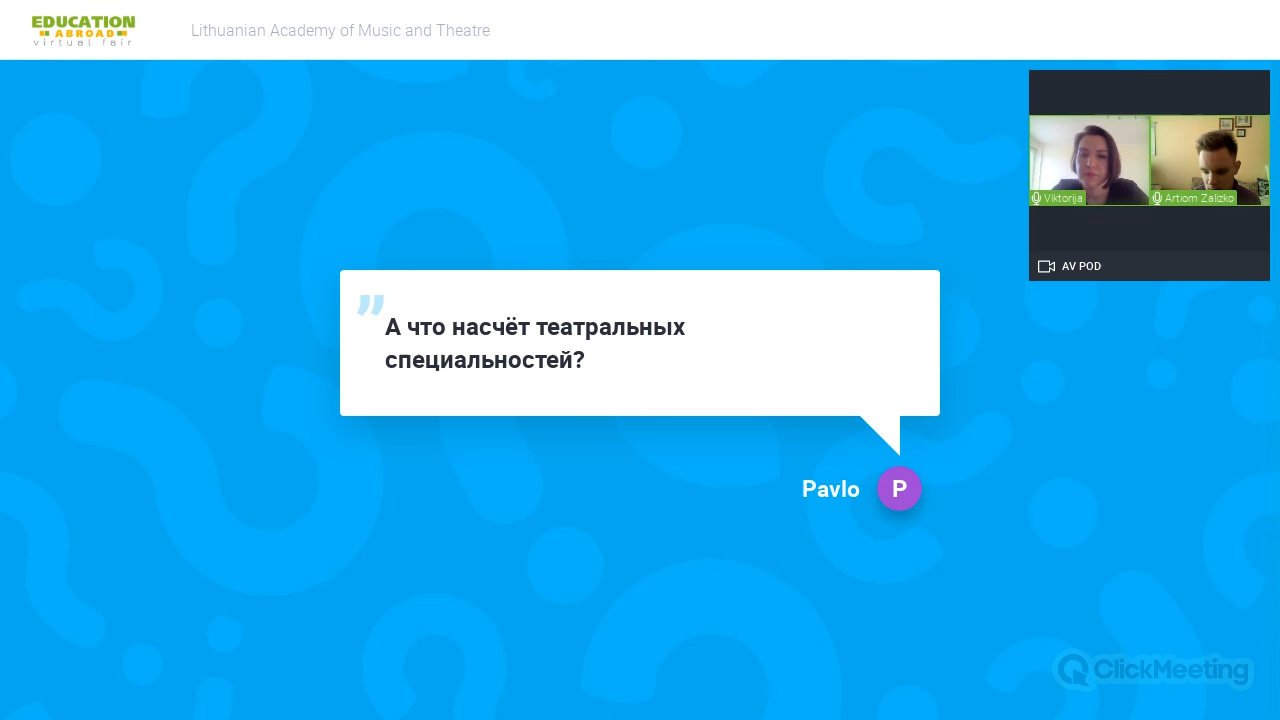 EDUCATION
ABROAD
virtual fair
Lithuanian Academy of Music and Theatre
Viktorija
Artiom Zalizko
AV POD
А что насчёт театральных
специальностей?
Pavlo
P
ClickMeeting